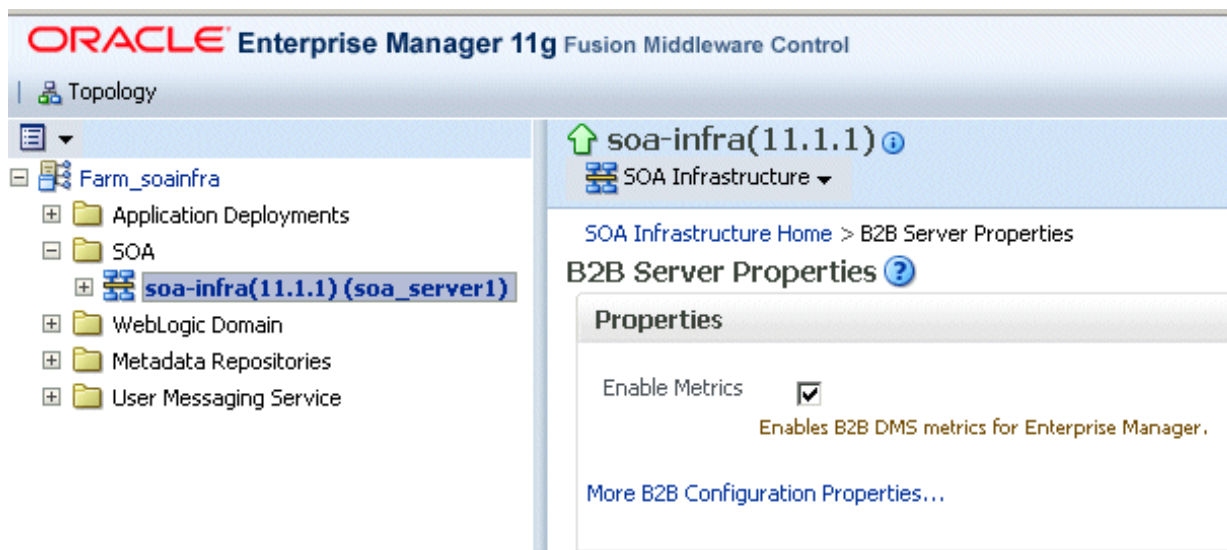 ORACLE Enterprise Manager 11g Fusion Middleware Control
Topology
Farm_soainfra
Application Deployments
SOA
soa-infra(11.1.1) (soa_server1)
WebLogic Domain
Metadata Repositories
User Messaging Service
soa-infra(11.1.1)
SOA Infrastructure
SOA Infrastructure Home > B2B Server Properties
B2B Server Properties
Properties
Enable Metrics
Enables B2B DMS metrics for Enterprise Manager.
More B2B Configuration Properties...